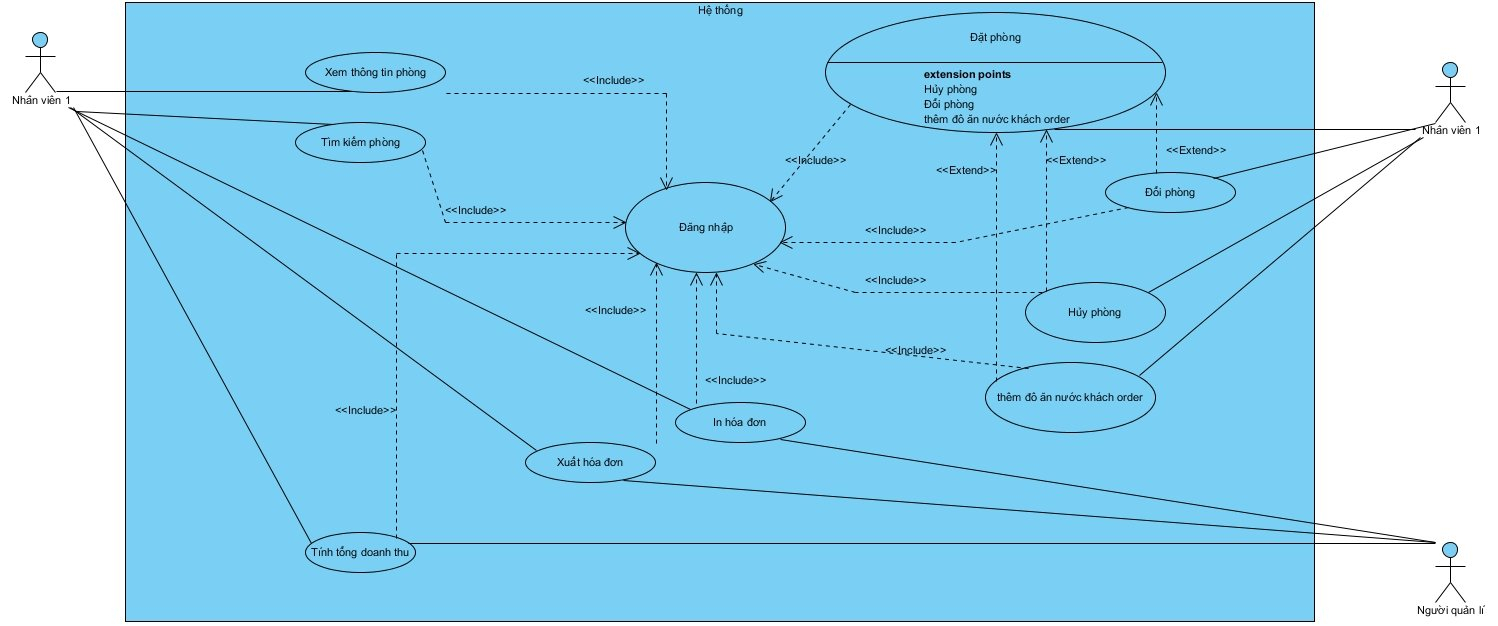 Hệ thống
Đặt phòng
extension points
Hủy phòng
Đổi phòng
thêm đồ ăn nước khách order
Nhân viên 1
Xem thông tin phòng
<<Include>>
Tìm kiếm phòng
<<Include>>
<<Include>>
<<Extend>>
<<Extend>>
<<Extend>>
Nhân viên 1
Đổi phòng
Đăng nhập
<<Include>>
<<Include>>
<<Include>>
Hủy phòng
<<Include>>
<<Include>>
<<Include>>
thêm đồ ăn nước khách order
In hóa đơn
Xuất hóa đơn
Tính tổng doanh thu
Người quản lí